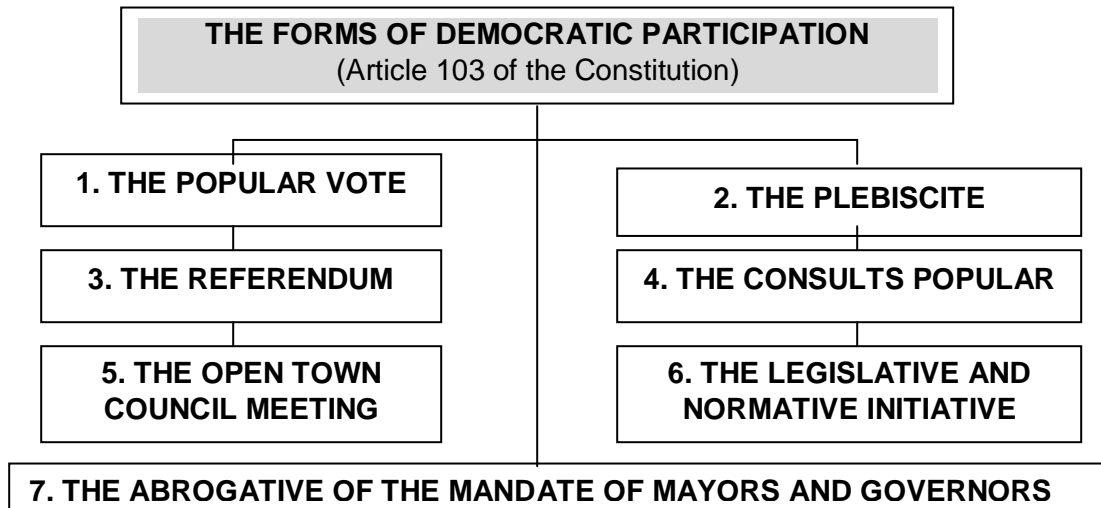 THE FORMS OF DEMOCRATIC PARTICIPATION
(Article 103 of the Constitution)
1. THE POPULAR VOTE
2. THE PLEBISCITE
3. THE REFERENDUM
4. THE CONSULTS POPULAR
5. THE OPEN TOWN
COUNCIL MEETING
6. THE LEGISLATIVE AND
NORMATIVE INITIATIVE
7. THE ABROGATIVE OF THE MANDATE OF MAYORS AND GOVERNORS